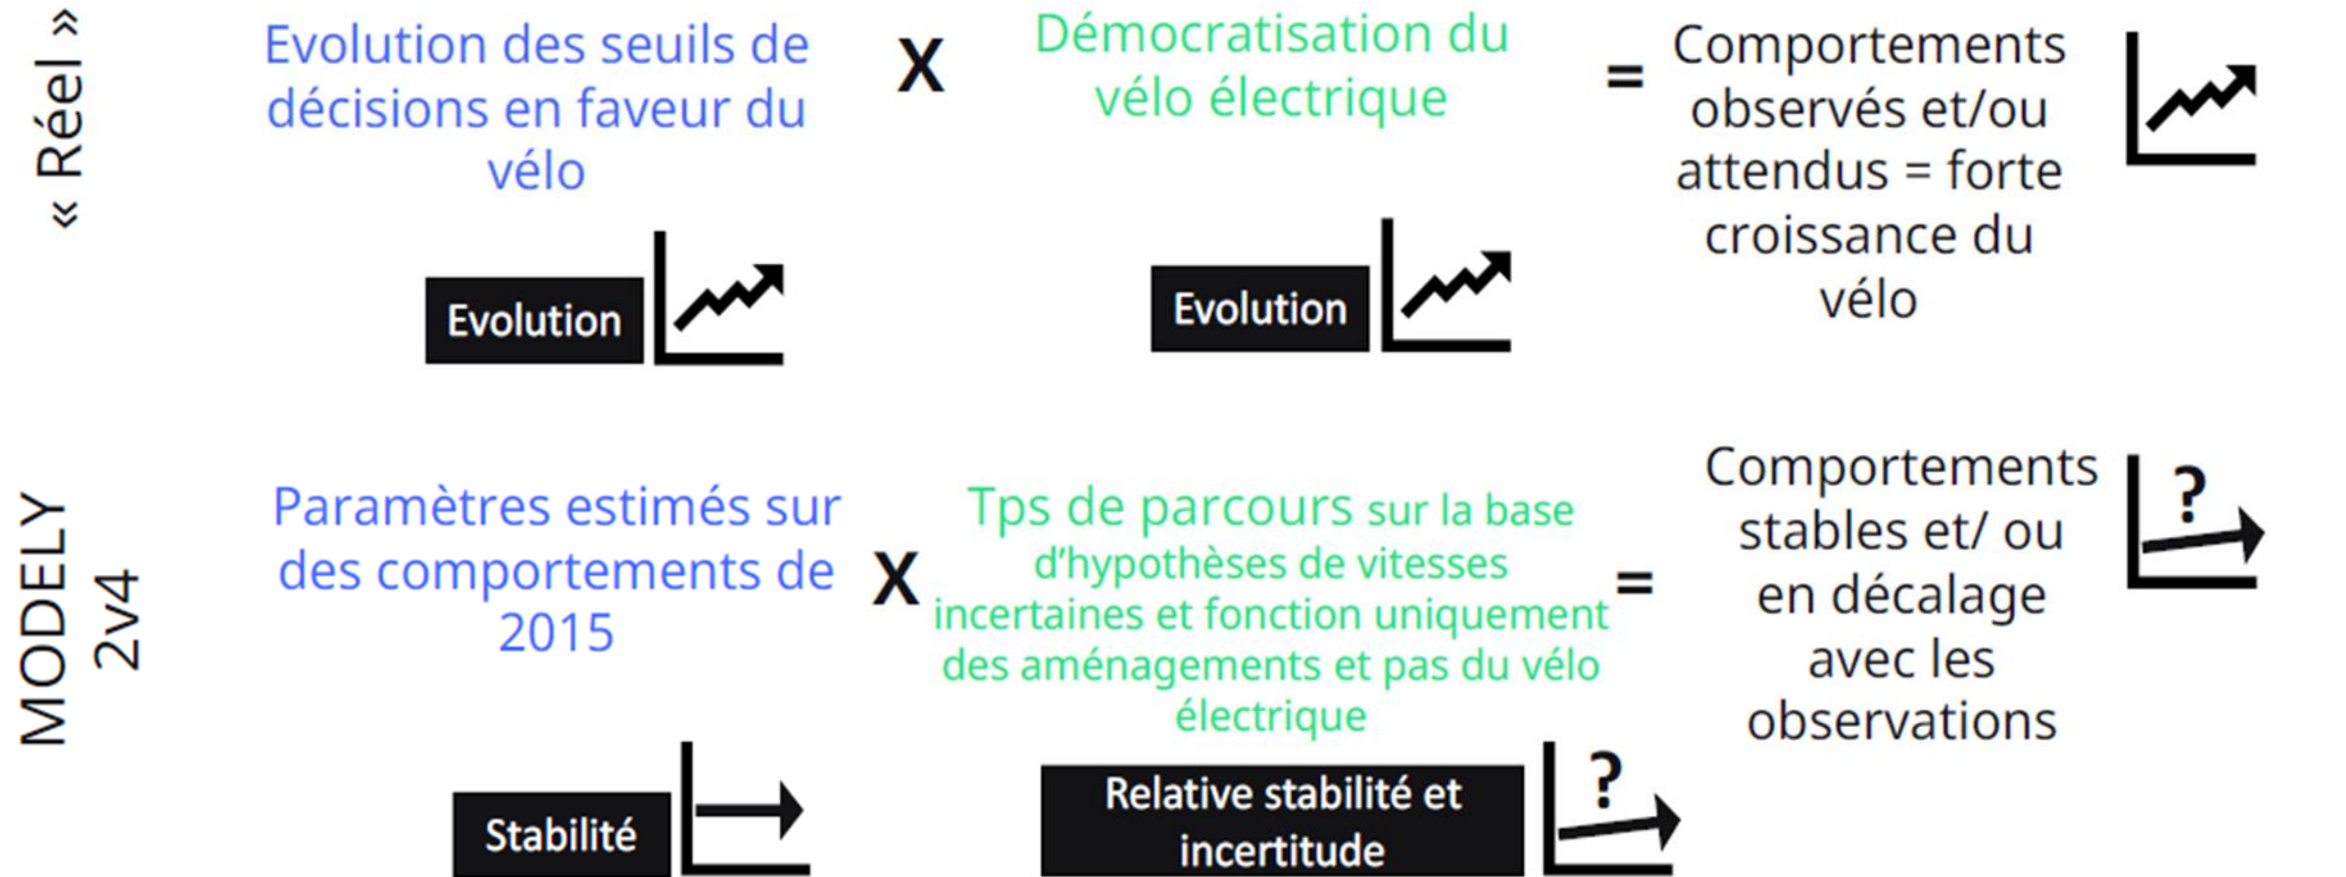 « Réel »
Evolution des seuils de
décisions en faveur du
vélo
Evolution
X
Démocratisation du
vélo électrique
Evolution
=
Comportements
observés et/ou
attendus = forte
croissance du
vélo
MODELY
2v4
Paramètres estimés sur
des comportements de
2015
Stabilité
X
Tps de parcours sur la base
d’hypothèses de vitesses
incertaines et fonction uniquement
des aménagements et pas du vélo
électrique
Relative stabilité et
incertitude
?
=
Comportements
stables et/ ou
en décalage
avec les
observations
?